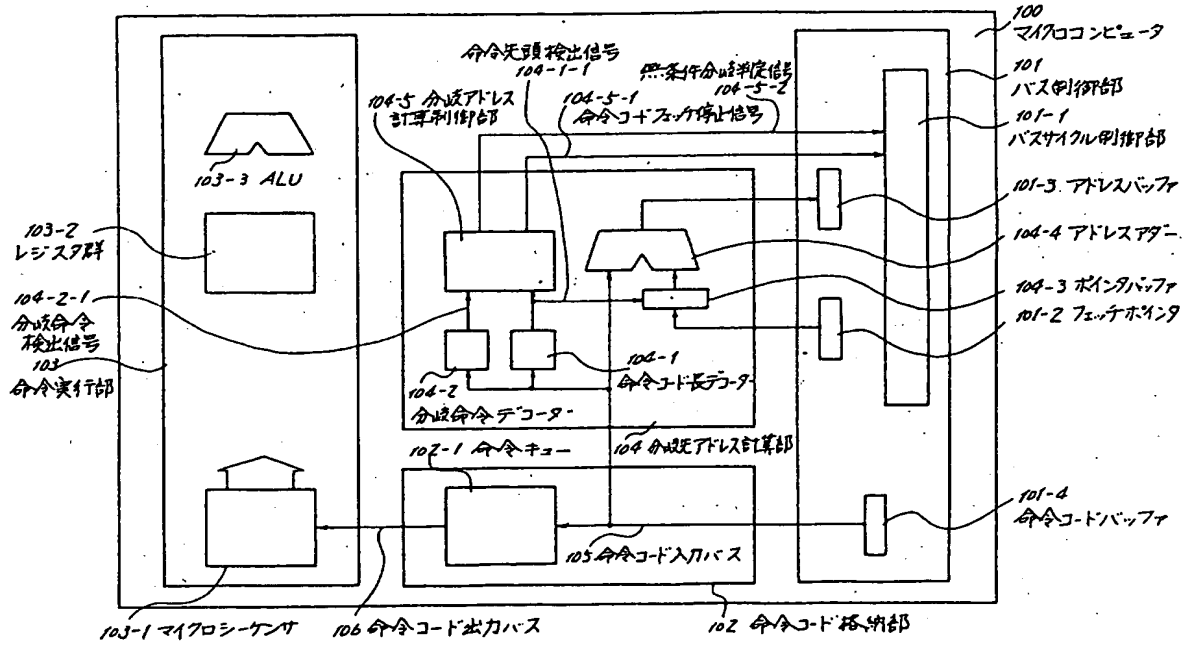 100
マイクロコンピュータ
命令先頭検出信号
104-1-1
無条件分岐判定信号
104-5-2
101
バス制御部
104-5 分岐アドレス
計算制御部
104-5-1
命令コードフェッチ停止信号
101-1
バスサイクル制御部
103-3 ALU
101-3 アドレスバッファ
103-2
レジスタ群
104-4 アドレスアダー
104-2-1
分岐命令
検出信号
104-3 ポインタバッファ
101-2 フェッチポインタ
103
命令実行部
104-1
命令コード長デコーダー
104-2
分岐命令デコーダー
104 分岐先アドレス計算部
102-1 命令キュー
101-4
命令コードバッファ
105 命令コード入力バス
103-1 マイクロシーケンサ
106 命令コード出力バス
102 命令コード格納部